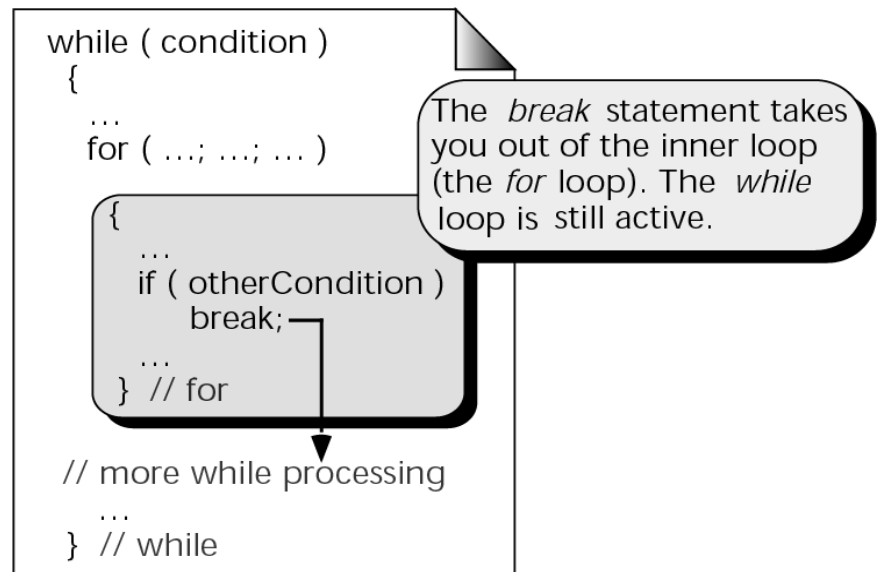 while ( condition )
{
...
for ( ...; ...; ... )
{
...
if ( otherCondition )
break;
...
} // for
// more while processing
...
} // while
The break statement takes
you out of the inner loop
(the for loop). The while
loop is still active.